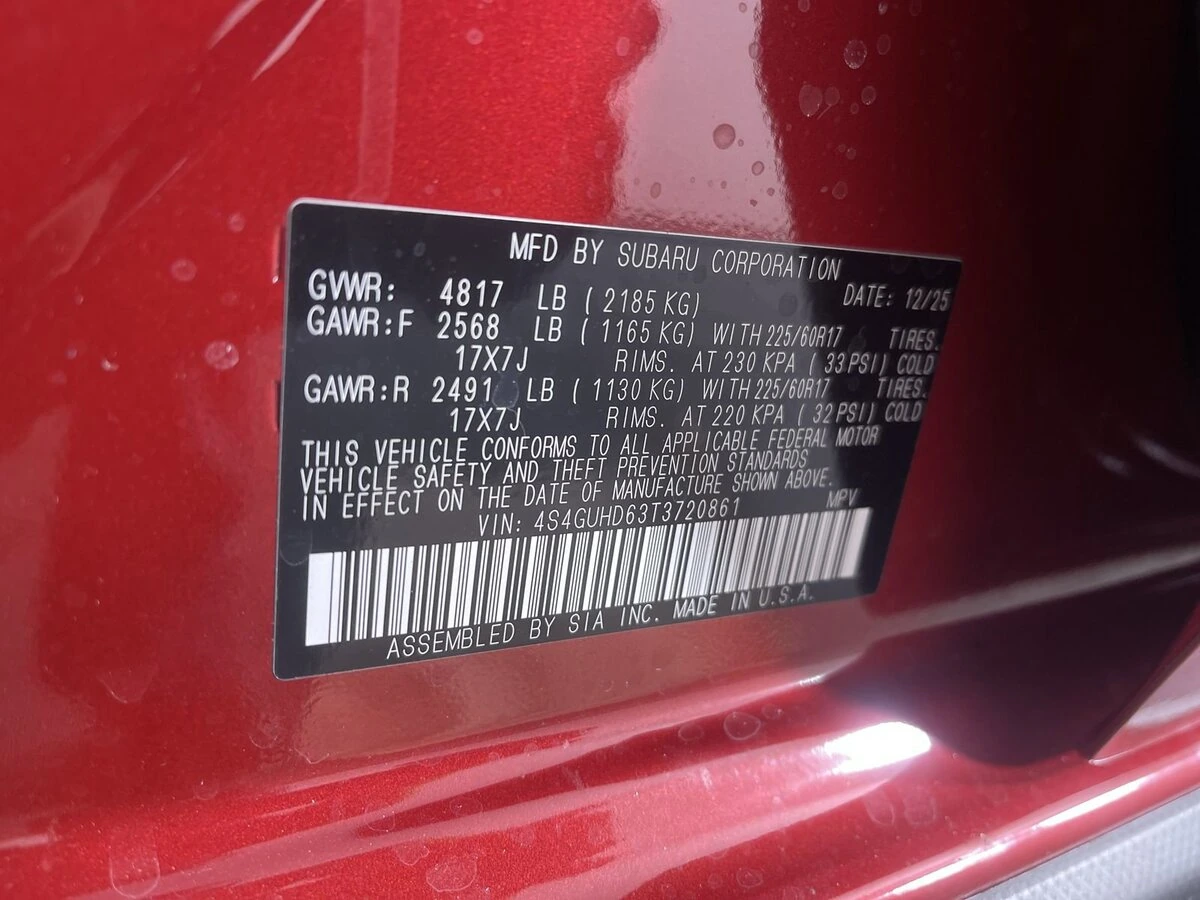 MFD BY SUBARU CORPORATION
GVWR: 4817 LB ( 2185 KG) DATE: 12/25
GAWR:F 2568 LB ( 1165 KG) WITH 225/60R17 TIRES.
17X7J RIMS. AT 230 KPA ( 33 PSI) COLD
GAWR:R 2491 LB ( 1130 KG) WITH 225/60R17 TIRES.
17X7J RIMS. AT 220 KPA ( 32 PSI) COLD
THIS VEHICLE CONFORMS TO ALL APPLICABLE FEDERAL MOTOR
VEHICLE SAFETY AND THEFT PREVENTION STANDARDS
IN EFFECT ON THE DATE OF MANUFACTURE SHOWN ABOVE.
VIN: 4S4GUHD63T3720861 MPV
ASSEMBLED BY SIA INC. MADE IN U.S.A.